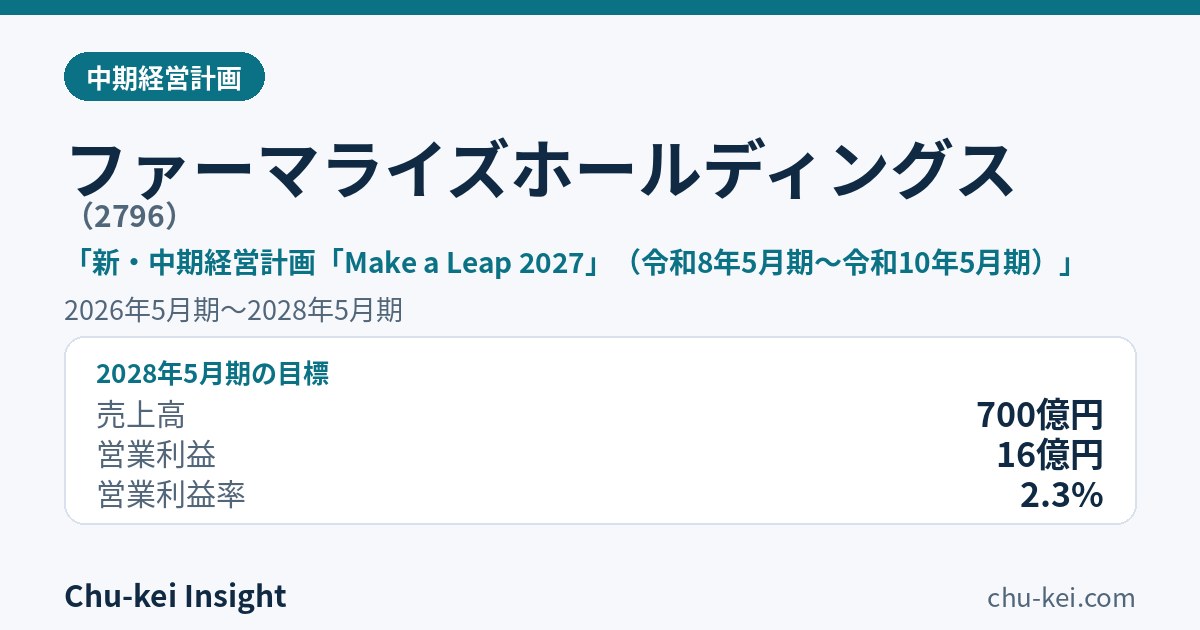 中期経営計画
ファーマライズホールディングス
（2796）
「新・中期経営計画「Make a Leap 2027」（令和8年5月期～令和10年5月期）」
2026年5月期～2028年5月期
2028年5月期の目標
売上高 700億円
営業利益 16億円
営業利益率 2.3%
Chu-kei Insight chu-kei.com